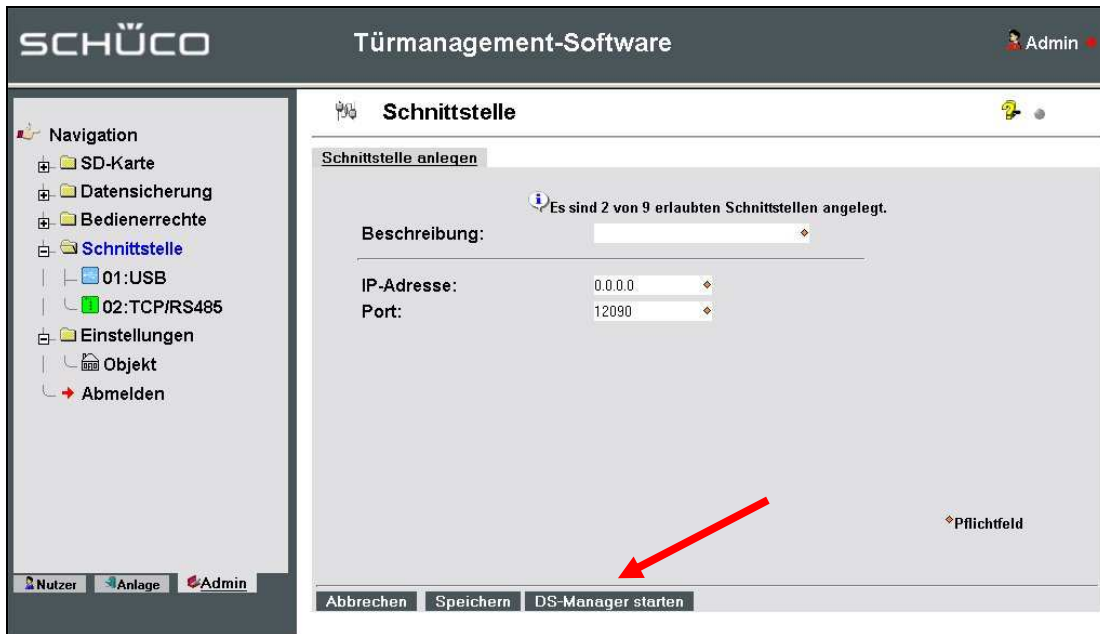 SCHÜCO
Türmanagement-Software
Admin
Navigation
SD-Karte
Datensicherung
Bedienerrechte
Schnittstelle
01:USB
02:TCP/RS485
Einstellungen
Objekt
Abmelden
Nutzer
Anlage
Admin
Schnittstelle
Schnittstelle anlegen
Es sind 2 von 9 erlaubten Schnittstellen angelegt.
Beschreibung:
IP-Adresse: 0.0.0.0
Port: 12090
Pflichtfeld
Abbrechen
Speichern
DS-Manager starten